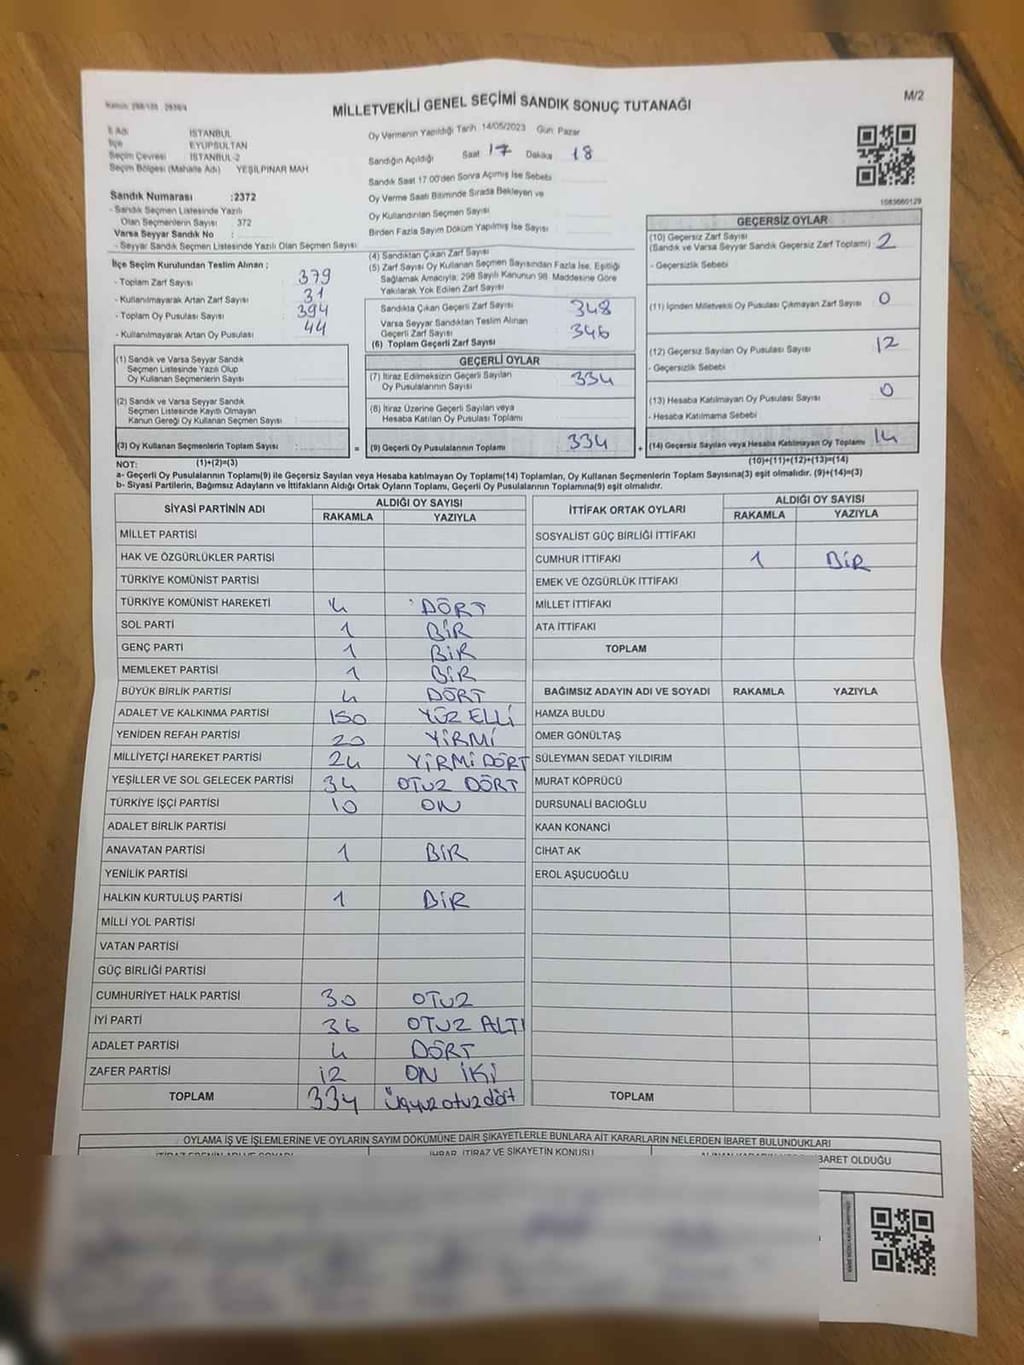 MİLLETVEKİLİ GENEL SEÇİMİ SANDIK SONUÇ TUTANAĞI
M/2
İl Adı İSTANBUL
İlçe EYÜPSULTAN
Seçim Çevresi İSTANBUL-2
Seçim Bölgesi (Mahalle Adı) YEŞİLPINAR MAH
Sandık Numarası :2372
- Sandık Seçmen Listesinde Yazılı
Olan Seçmenlerin Sayısı 372
Varsa Seyyar Sandık No :
- Seyyar Sandık Seçmen Listesinde Yazılı Olan Seçmen Sayısı
Oy Vermenin Yapıldığı Tarih 14/05/2023 Gün Pazar
Sandığın Açıldığı Saat 17 Dakika 18
Sandık Saat 17.00'den Sonra Açılmış İse Sebebi
Oy Verme Saati Bitiminde Sırada Bekleyen ve
Oy Kullandırılan Seçmen Sayısı
Birden Fazla Sayım Döküm Yapılmış İse Sayısı
1083660129
İlçe Seçim Kurulundan Teslim Alınan ;
- Toplam Zarf Sayısı 379
- Kullanılmayarak Artan Zarf Sayısı 31
- Toplam Oy Pusulası Sayısı 394
- Kullanılmayarak Artan Oy Pusulası 44
(1) Sandık ve Varsa Seyyar Sandık
Seçmen Listesinde Yazılı Olup
Oy Kullanan Seçmenlerin Sayısı
(2) Sandık ve Varsa Seyyar Sandık
Seçmen Listesinde Kayıtlı Olmayan
Kanun Gereği Oy Kullanan Seçmen Sayısı
(3) Oy Kullanan Seçmenlerin Toplam Sayısı =
(4) Sandıktan Çıkan Zarf Sayısı
(5) Zarf Sayısı Oy Kullanan Seçmen Sayısından Fazla İse, Eşitliği
Sağlamak Amacıyla; 298 Sayılı Kanunun 98. Maddesine Göre
Yakılarak Yok Edilen Zarf Sayısı
Sandıkta Çıkan Geçerli Zarf Sayısı 348
Varsa Seyyar Sandıktan Teslim Alınan
Geçerli Zarf Sayısı 346
(6) Toplam Geçerli Zarf Sayısı
GEÇERLİ OYLAR
(7) İtiraz Edilmeksizin Geçerli Sayılan
Oy Pusulalarının Sayısı 334
(8) İtiraz Üzerine Geçerli Sayılan veya
Hesaba Katılan Oy Pusulası Toplamı
(9) Geçerli Oy Pusulalarının Toplamı 334 +
GEÇERSİZ OYLAR
(10) Geçersiz Zarf Sayısı
(Sandık ve Varsa Seyyar Sandık Geçersiz Zarf Toplamı) 2
- Geçersizlik Sebebi
(11) İçinden Milletvekili Oy Pusulası Çıkmayan Zarf Sayısı 0
(12) Geçersiz Sayılan Oy Pusulası Sayısı 12
- Geçersizlik Sebebi
(13) Hesaba Katılmayan Oy Pusulası Sayısı 0
- Hesaba Katılmama Sebebi
(14) Geçersiz Sayılan veya Hesaba Katılmayan Oy Toplamı 14
NOT: (1)+(2)=(3) (10)+(11)+(12)+(13)=(14)
a- Geçerli Oy Pusulalarının Toplamı(9) ile Geçersiz Sayılan veya Hesaba katılmayan Oy Toplamı(14) Toplamları, Oy Kullanan Seçmenlerin Toplam Sayısına(3) eşit olmalıdır. (9)+(14)=(3)
b- Siyasi Partilerin, Bağımsız Adayların ve İttifakların Aldığı Ortak Oyların Toplamı, Geçerli Oy Pusulalarının Toplamına(9) eşit olmalıdır.
SİYASİ PARTİNİN ADI ALDIĞI OY SAYISI
RAKAMLA YAZIYLA
MİLLET PARTİSİ
HAK VE ÖZGÜRLÜKLER PARTİSİ
TÜRKİYE KOMÜNİST PARTİSİ
TÜRKİYE KOMÜNİST HAREKETİ 4 DÖRT
SOL PARTİ 1 BİR
GENÇ PARTİ 1 BİR
MEMLEKET PARTİSİ 1 BİR
BÜYÜK BİRLİK PARTİSİ 4 DÖRT
ADALET VE KALKINMA PARTİSİ 150 YÜZ ELLİ
YENİDEN REFAH PARTİSİ 20 YİRMİ
MİLLİYETÇİ HAREKET PARTİSİ 24 YİRMİ DÖRT
YEŞİLLER VE SOL GELECEK PARTİSİ 34 OTUZ DÖRT
TÜRKİYE İŞÇİ PARTİSİ 10 ON
ADALET BİRLİK PARTİSİ
ANAVATAN PARTİSİ 1 BİR
YENİLİK PARTİSİ
HALKIN KURTULUŞ PARTİSİ 1 BİR
MİLLİ YOL PARTİSİ
VATAN PARTİSİ
GÜÇ BİRLİĞİ PARTİSİ
CUMHURİYET HALK PARTİSİ 30 OTUZ
İYİ PARTİ 36 OTUZ ALTI
ADALET PARTİSİ 4 DÖRT
ZAFER PARTİSİ 12 ON İKİ
TOPLAM 334 Üçyüz otuz dört
İTTİFAK ORTAK OYLARI ALDIĞI OY SAYISI
RAKAMLA YAZIYLA
SOSYALİST GÜÇ BİRLİĞİ İTTİFAKI
CUMHUR İTTİFAKI 1 BİR
EMEK VE ÖZGÜRLÜK İTTİFAKI
MİLLET İTTİFAKI
ATA İTTİFAKI
TOPLAM
BAĞIMSIZ ADAYIN ADI VE SOYADI RAKAMLA YAZIYLA
HAMZA BULDU
ÖMER GÖNÜLTAŞ
SÜLEYMAN SEDAT YILDIRIM
MURAT KÖPRÜCÜ
DURSUNALİ BACIOĞLU
KAAN KONANCİ
CİHAT AK
EROL AŞUCUOĞLU
TOPLAM
OYLAMA İŞ VE İŞLEMLERİNE VE OYLARIN SAYIM DÖKÜMÜNE DAİR ŞİKAYETLERLE BUNLARA AİT KARARLARIN NELERDEN İBARET BULUNDUKLARI
İHBAR, İTİRAZ VE ŞİKAYETİN KONUSU
İBARET OLDUĞU